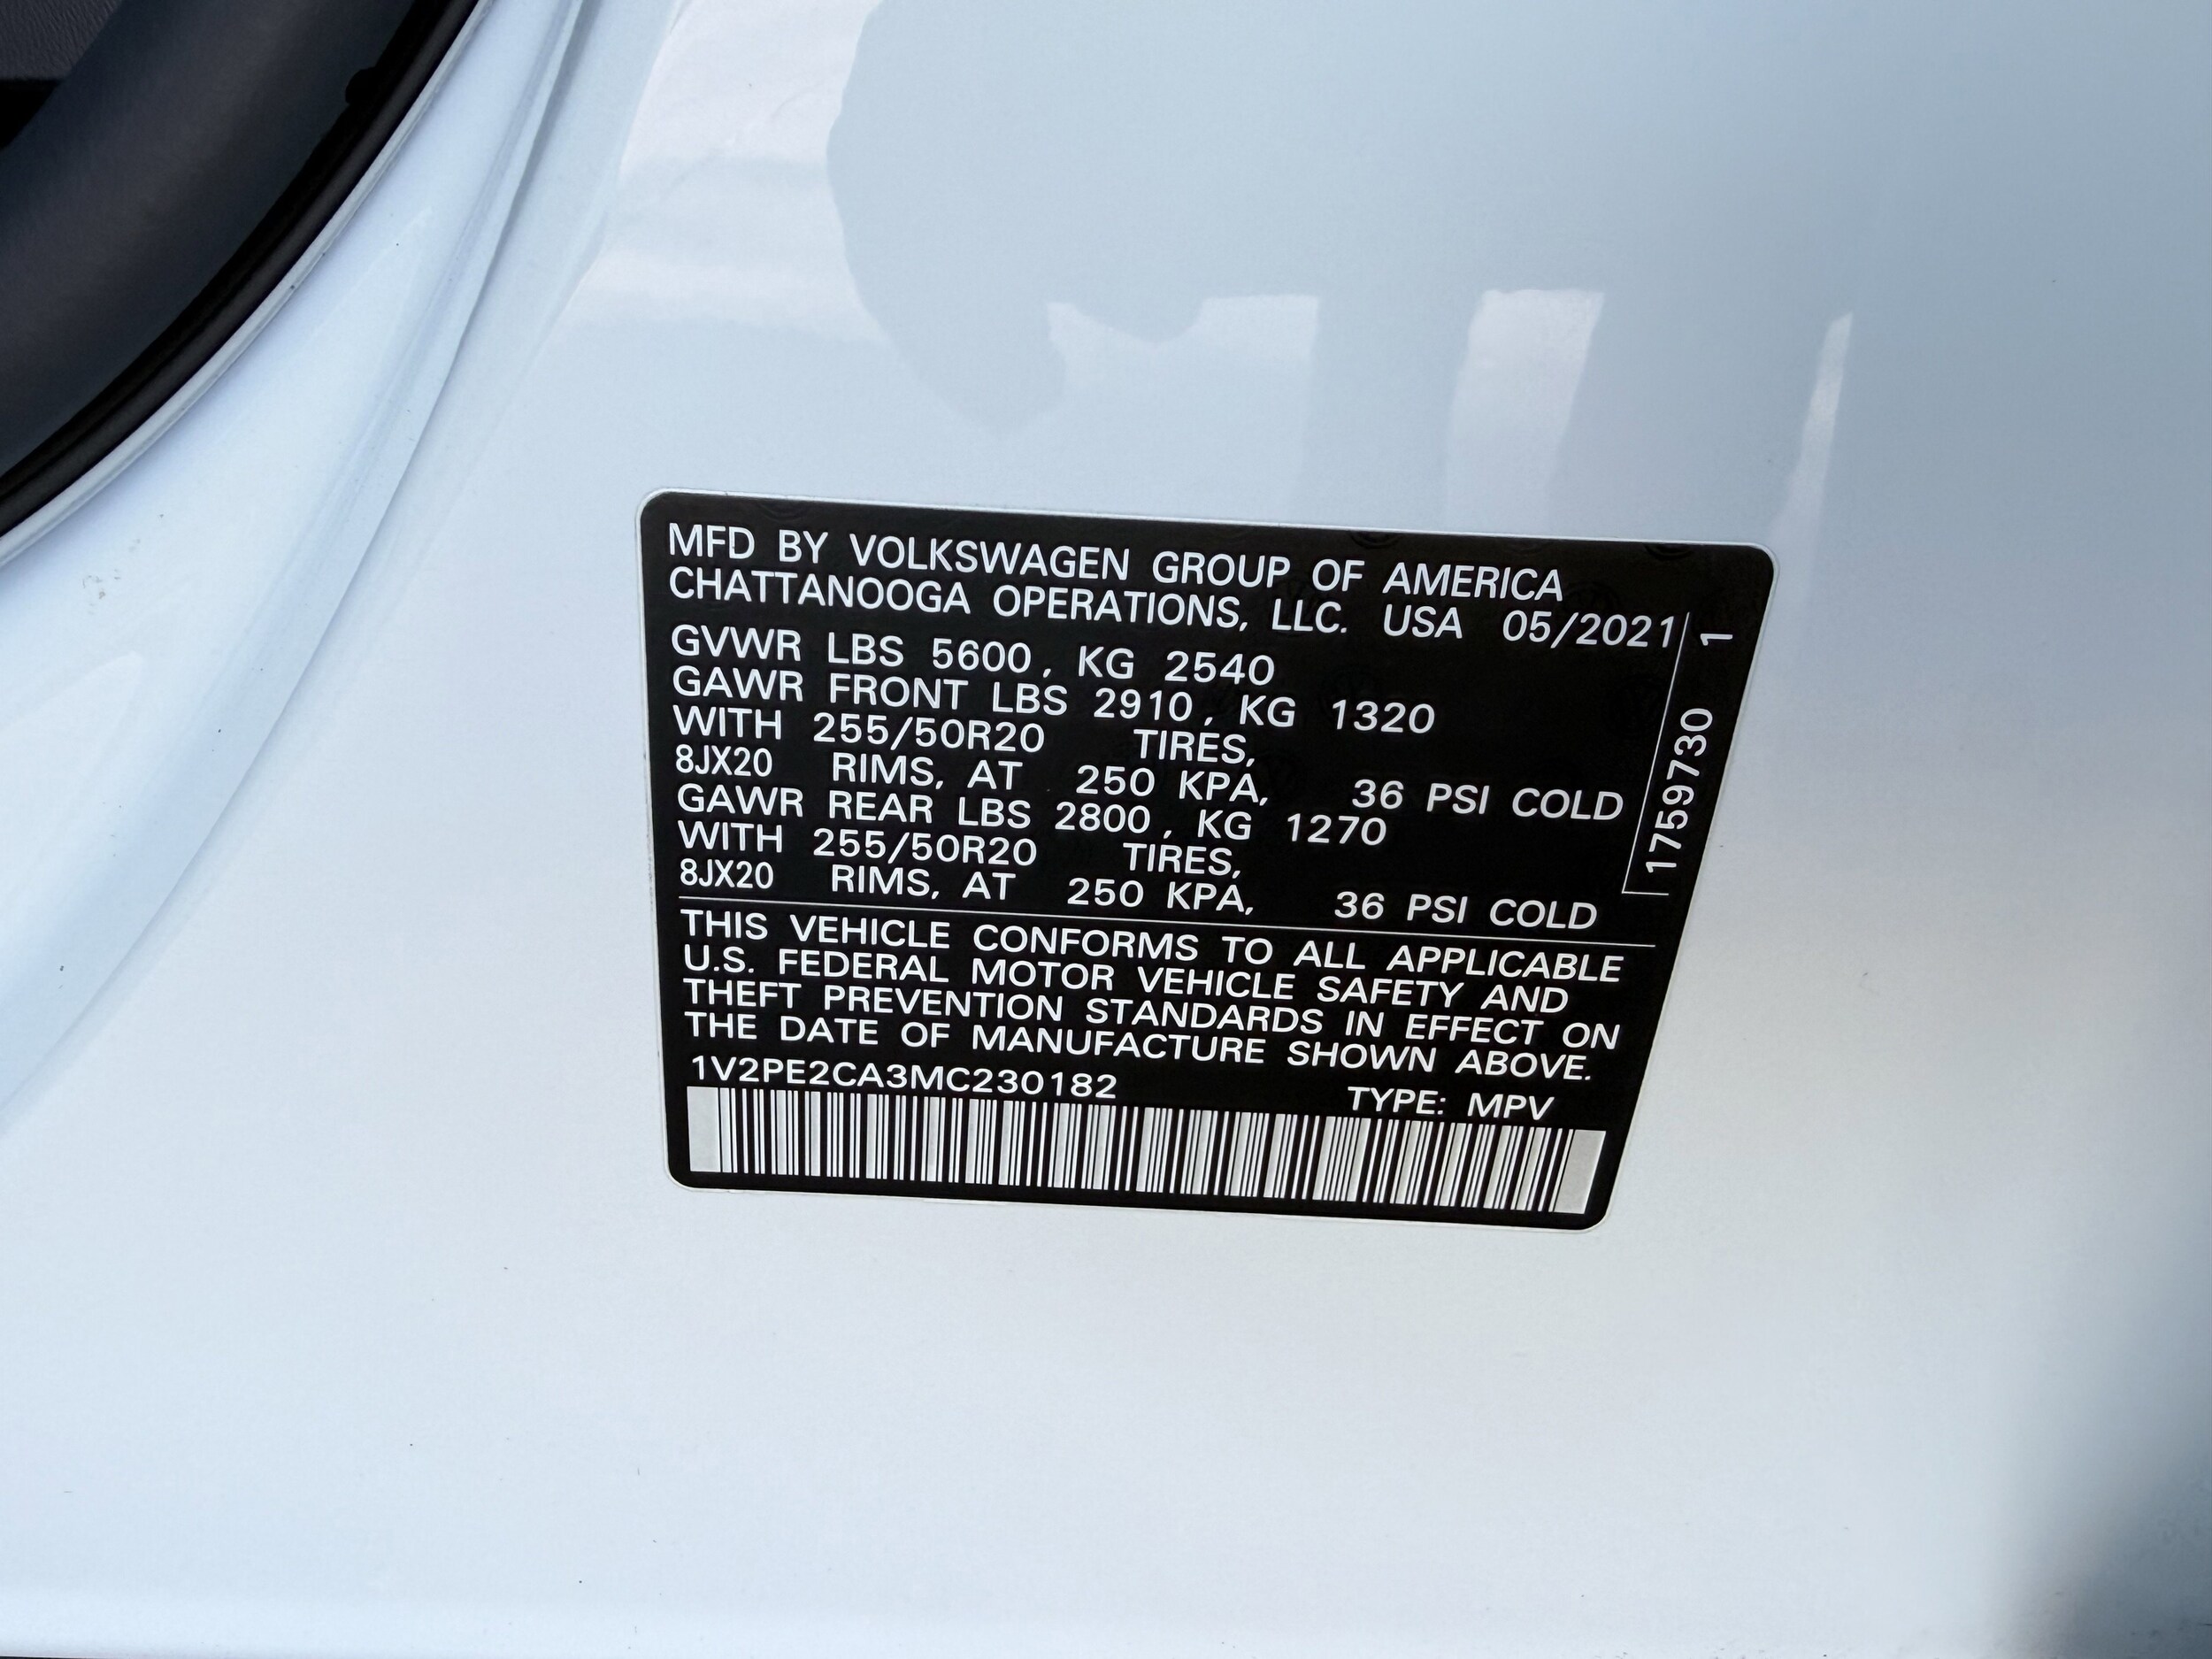 MFD BY VOLKSWAGEN GROUP OF AMERICA
CHATTANOOGA OPERATIONS, LLC. USA 05/2021
GVWR LBS 5600, KG 2540
GAWR FRONT LBS 2910, KG 1320
WITH 255/50R20 TIRES,
8JX20 RIMS, AT 250 KPA, 36 PSI COLD
GAWR REAR LBS 2800, KG 1270
WITH 255/50R20 TIRES,
8JX20 RIMS, AT 250 KPA, 36 PSI COLD
THIS VEHICLE CONFORMS TO ALL APPLICABLE
U.S. FEDERAL MOTOR VEHICLE SAFETY AND
THEFT PREVENTION STANDARDS IN EFFECT ON
THE DATE OF MANUFACTURE SHOWN ABOVE.
1V2PE2CA3MC230182 TYPE: MPV
1759730 1